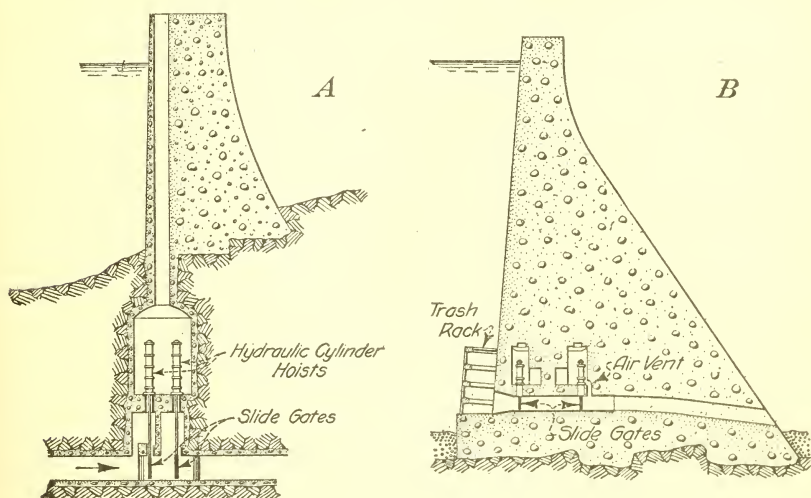 A
Hydraulic Cylinder
Hoists
Slide Gates
B
Trash
Rack
Air Vent
Slide Gates